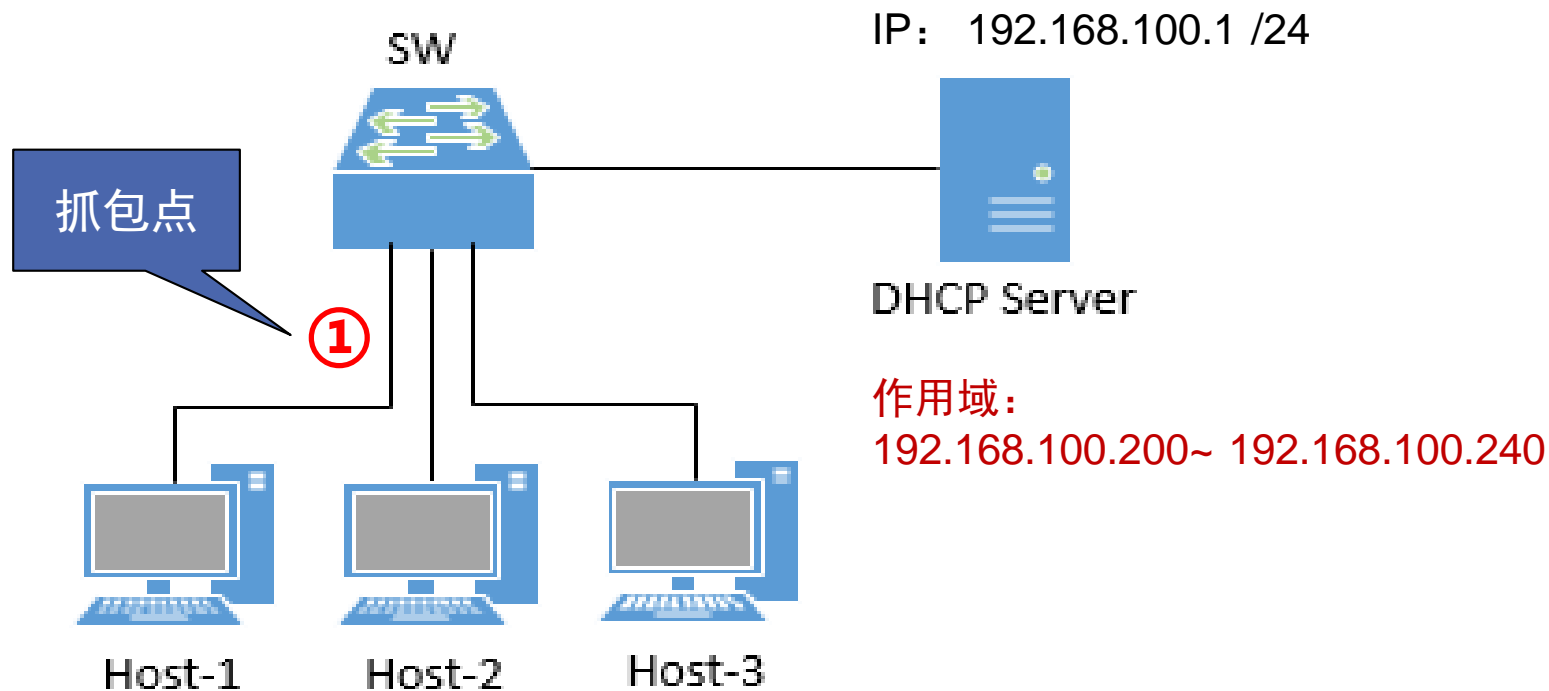 IP： 192.168.100.1 /24
SW
抓包点
①
DHCP Server
作用域：
192.168.100.200~ 192.168.100.240
Host-1
Host-2
Host-3